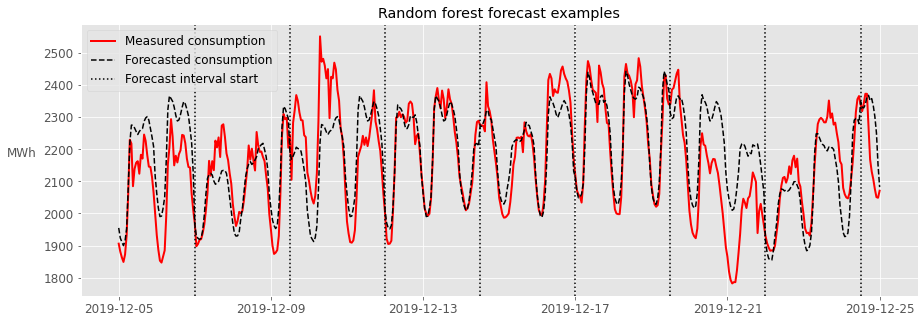 Random forest forecast examples
Measured consumption
Forecasted consumption
Forecast interval start
MWh
2500
2400
2300
2200
2100
2000
1900
1800
2019-12-05
2019-12-09
2019-12-13
2019-12-17
2019-12-21
2019-12-25